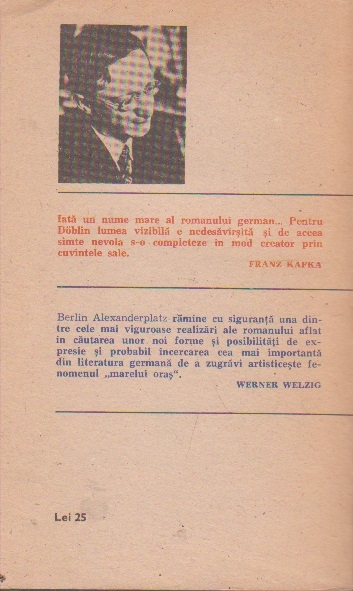 Iată un nume mare al romanului german... Pentru
Döblin lumea vizibilă e nedesăvîrșită și de aceea
simte nevoia s-o completeze în mod creator prin
cuvintele sale.
FRANZ KAFKA
Berlin Alexanderplatz rămîne cu siguranță una din-
tre cele mai viguroase realizări ale romanului aflat
în căutarea unor noi forme și posibilități de ex-
presie și probabil încercarea cea mai importantă
din literatura germană de a zugrăvi artisticește fe-
nomenul „marelui oraș“.
WERNER WELZIG
Lei 25